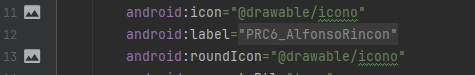 11 android:icon="@drawable/icono"
12 android:label="PRC6_AlfonsoRincon"
13 android:roundIcon="@drawable/icono"